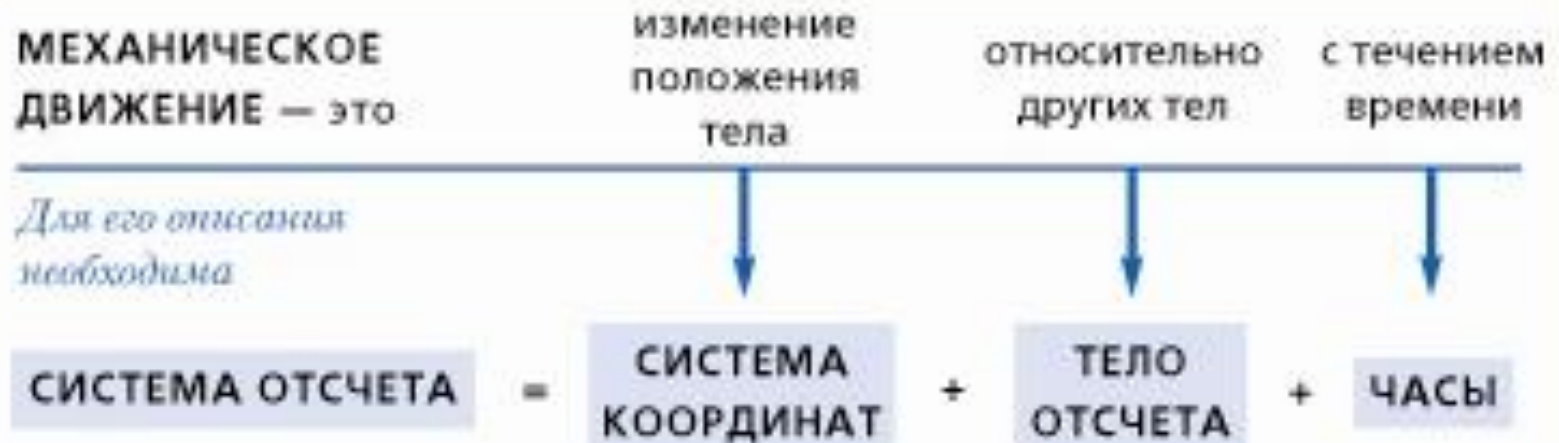 МЕХАНИЧЕСКОЕ
ДВИЖЕНИЕ — это
изменение
положения
тела
относительно
других тел
с течением
времени
Для его описания
необходима
СИСТЕМА ОТСЧЕТА
=
СИСТЕМА
КООРДИНАТ
+
ТЕЛО
ОТСЧЕТА
+
ЧАСЫ